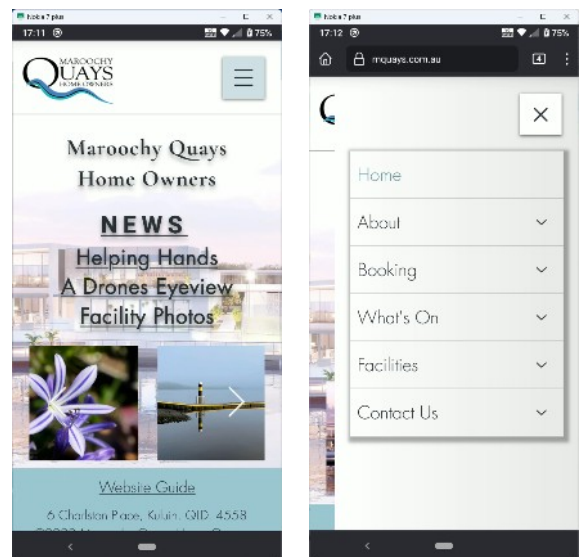 Nokia 7 plus
17:11
75%
MAROOCHY
QUAYS
HOME OWNERS
Maroochy Quays
Home Owners
NEWS
Helping Hands
A Drones Eyeview
Facility Photos
Website Guide
6 Charlston Place, Kuluin, QLD, 4558
Nokia 7 plus
17:12
75%
mquays.com.au
4
Home
About
Booking
What's On
Facilities
Contact Us